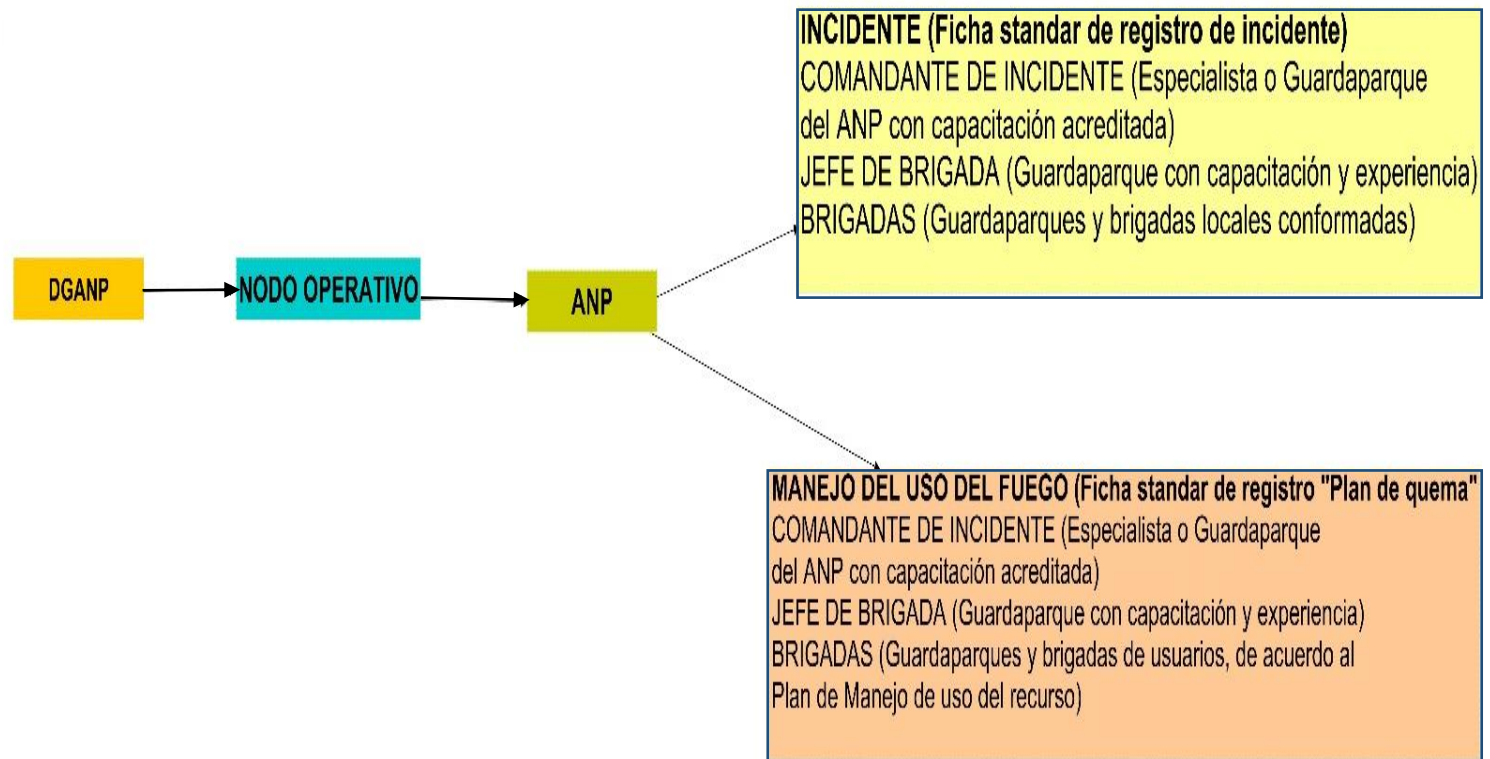 INCIDENTE (Ficha standar de registro de incidente)
COMANDANTE DE INCIDENTE (Especialista o Guardaparque
del ANP con capacitación acreditada)
JEFE DE BRIGADA (Guardaparque con capacitación y experiencia)
BRIGADAS (Guardaparques y brigadas locales conformadas)
DGANP
NODO OPERATIVO
ANP
MANEJO DEL USO DEL FUEGO (Ficha standar de registro "Plan de quema"
COMANDANTE DE INCIDENTE (Especialista o Guardaparque
del ANP con capacitación acreditada)
JEFE DE BRIGADA (Guardaparque con capacitación y experiencia)
BRIGADAS (Guardaparques y brigadas de usuarios, de acuerdo al
Plan de Manejo de uso del recurso)